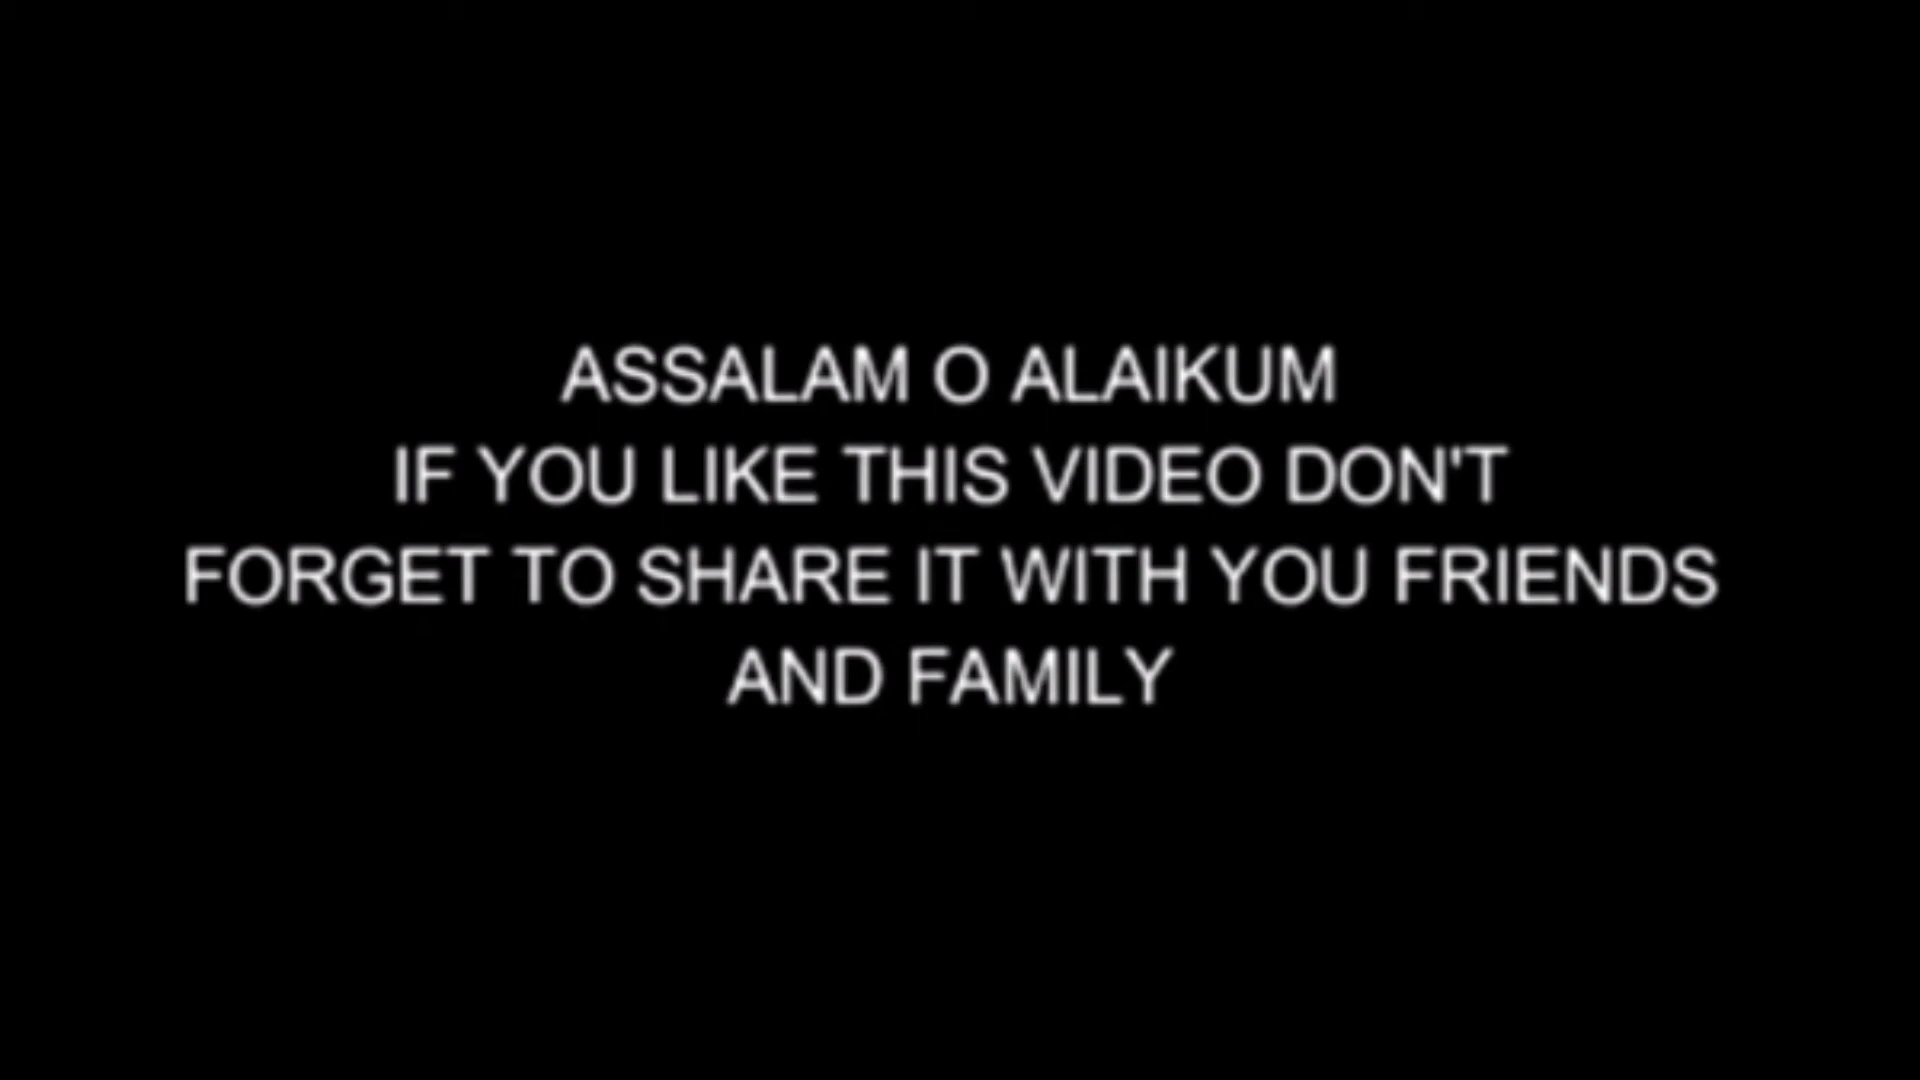 ASSALAM O ALAIKUM
IF YOU LIKE THIS VIDEO DON'T
FORGET TO SHARE IT WITH YOU FRIENDS
AND FAMILY